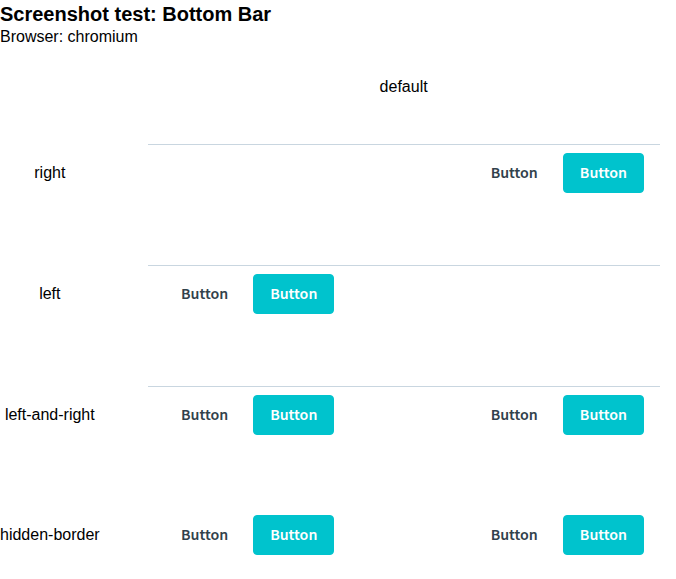 Screenshot test: Bottom Bar
Browser: chromium
default
right Button Button
left Button Button
left-and-right Button Button Button Button
hidden-border Button Button Button Button